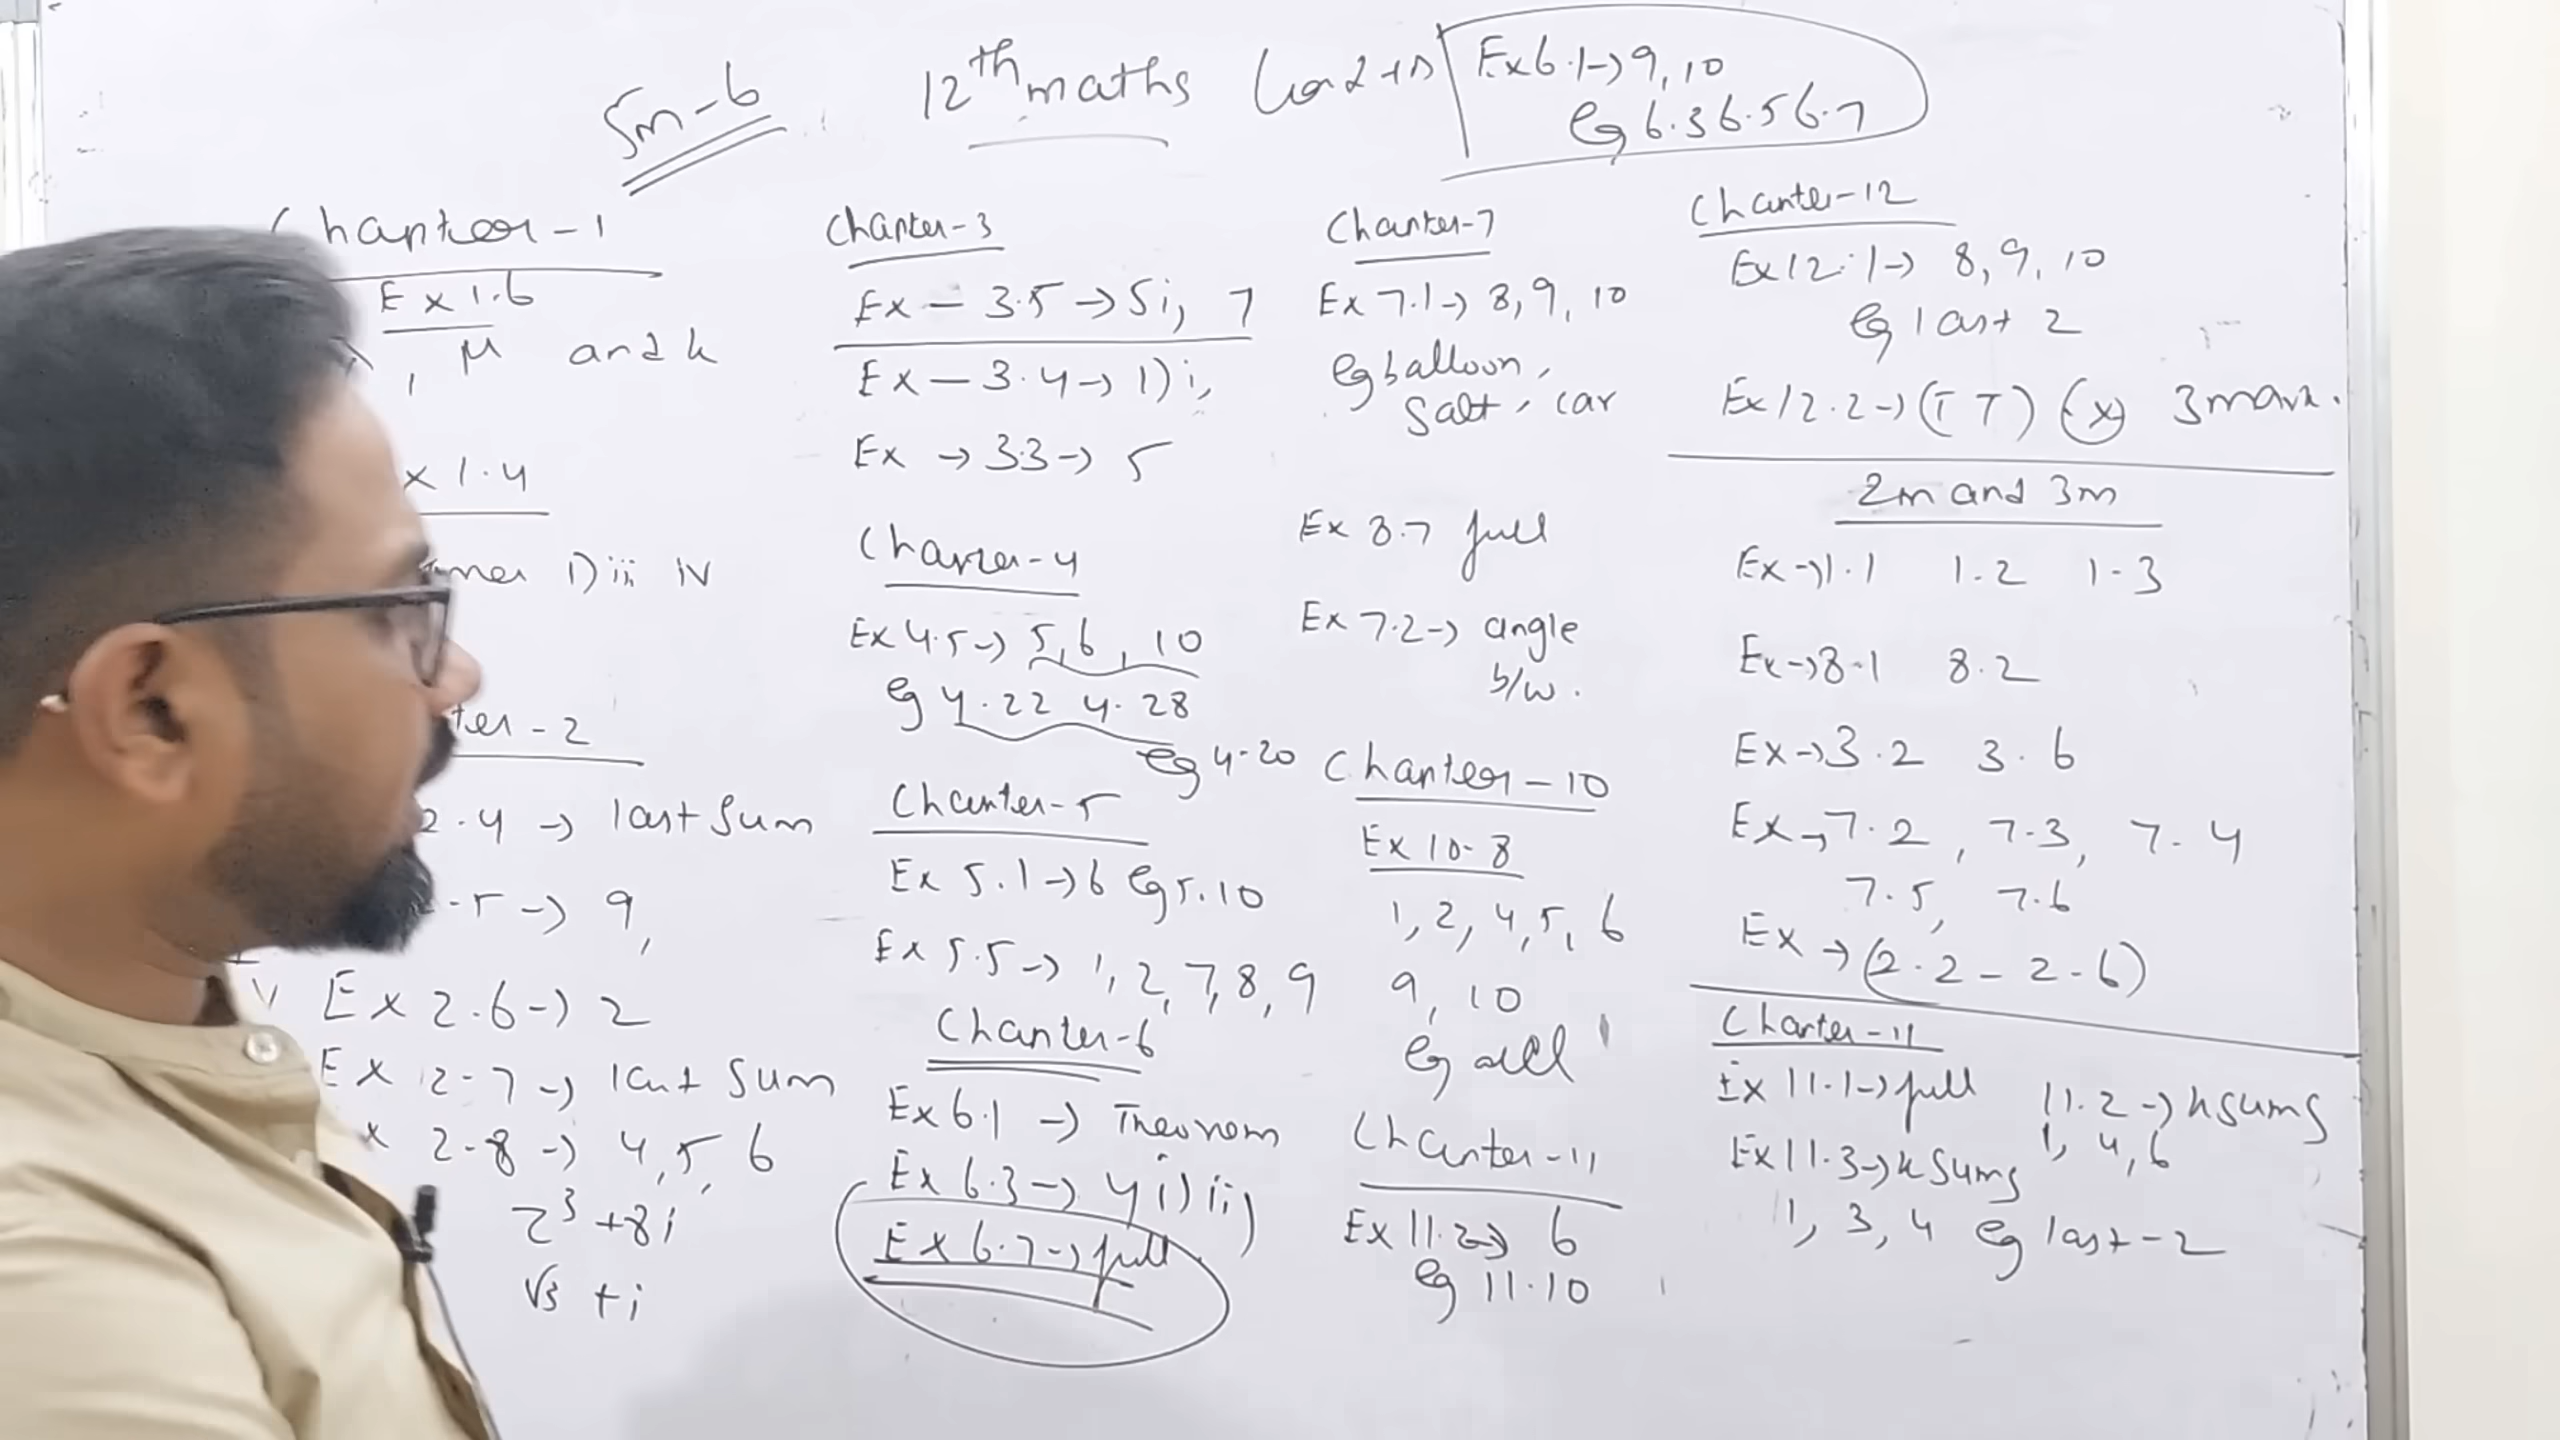 5m-6
12th maths
Ex6.1→9,10
eg 6.3 6.5 6.7
Chapter-1
Ex 1.6
μ and k
x 1.4
1) iii iv
ter-2
2.4 → last sum
.5 → 9,
Ex 2.6→ 2
Ex 2.7→ last sum
x 2.8→ 4,5, 6
z³+8i
√3 + i
Chapter-3
Ex - 3.5 → 5i, 7
Ex - 3.4→ 1)i,
Ex → 3.3→ 5
Chapter-4
Ex 4.5→ 5,6, 10
eg 4.22 4.28
eg 4.20
Chapter-5
Ex 5.1→6 eg5.10
Ex 5.5→ 1,2,7,8,9
Chapter-6
Ex 6.1 → Theorem
Ex 6.3→ 4i)ii)
Ex 6.7→full
Chapter-7
Ex 7.1→ 8,9, 10
eg balloon,
salt, car
Ex 8.7 full
Ex 7.2→ angle
b/w.
Chapter-10
Ex 10.8
1,2,4,5,6
9, 10
eg all
Chapter-11
Ex 11.2→ 6
eg 11.10
Chapter-12
Ex 12.1→ 8,9,10
eg last 2
Ex 12.2→(TT) (x) 3mark.
2m and 3m
Ex→1.1 1.2 1.3
Ex→8.1 8.2
Ex→3.2 3.6
Ex→7.2, 7.3, 7.4
7.5, 7.6
Ex →(2.2 - 2.6)
Chapter-11
Ex 11.1→full
11.2→ksums
1, 4,6
Ex 11.3→ksums
1, 3, 4 eg last-2